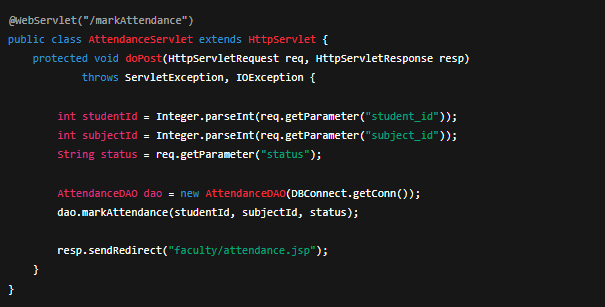 @WebServlet("/markAttendance")
public class AttendanceServlet extends HttpServlet {
    protected void doPost(HttpServletRequest req, HttpServletResponse resp)
            throws ServletException, IOException {

        int studentId = Integer.parseInt(req.getParameter("student_id"));
        int subjectId = Integer.parseInt(req.getParameter("subject_id"));
        String status = req.getParameter("status");

        AttendanceDAO dao = new AttendanceDAO(DBConnect.getConn());
        dao.markAttendance(studentId, subjectId, status);

        resp.sendRedirect("faculty/attendance.jsp");
    }
}